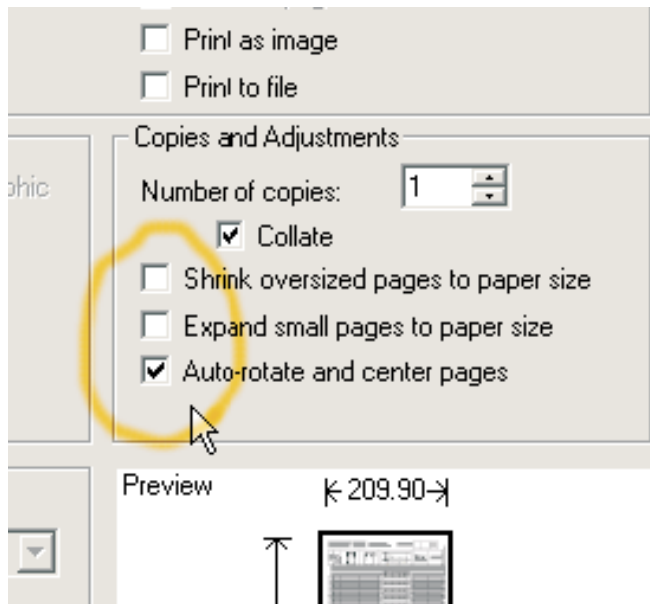 Print as image
Print to file
Copies and Adjustments
phic
Number of copies: 1
Collate
Shrink oversized pages to paper size
Expand small pages to paper size
Auto-rotate and center pages
Preview
209.90